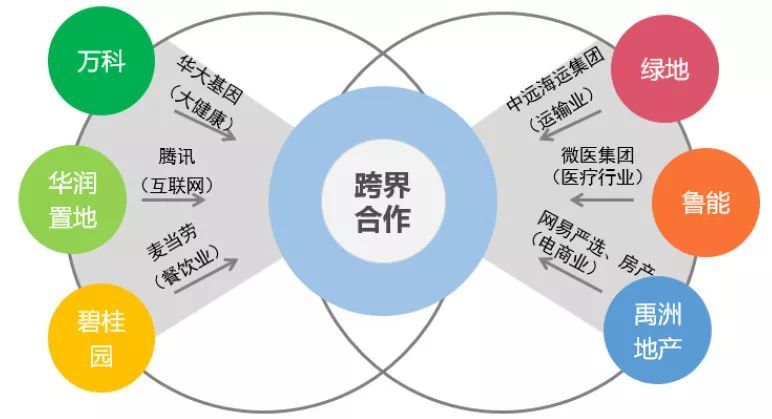 万科
华大基因
（大健康）
华润
置地
腾讯
（互联网）
碧桂
园
麦当劳
（餐饮业）
跨界
合作
中远海运集团
（运输业）
绿地
微医集团
（医疗行业）
鲁能
网易严选、房产
（电商业）
禹洲
地产